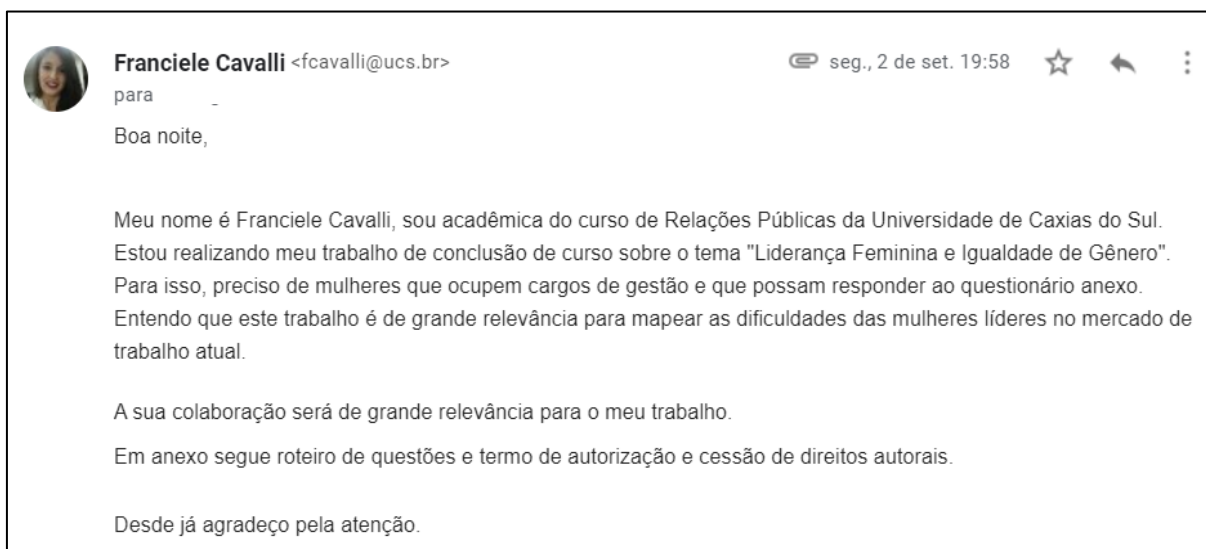 Franciele Cavalli <fcavalli@ucs.br>
seg., 2 de set. 19:58
para
Boa noite,
Meu nome é Franciele Cavalli, sou acadêmica do curso de Relações Públicas da Universidade de Caxias do Sul.
Estou realizando meu trabalho de conclusão de curso sobre o tema "Liderança Feminina e Igualdade de Gênero".
Para isso, preciso de mulheres que ocupem cargos de gestão e que possam responder ao questionário anexo.
Entendo que este trabalho é de grande relevância para mapear as dificuldades das mulheres líderes no mercado de
trabalho atual.
A sua colaboração será de grande relevância para o meu trabalho.
Em anexo segue roteiro de questões e termo de autorização e cessão de direitos autorais.
Desde já agradeço pela atenção.